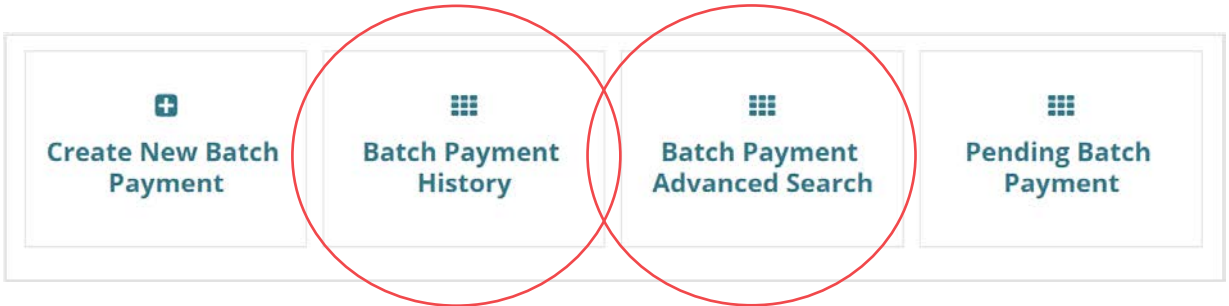 Create New Batch
Payment
Batch Payment
History
Batch Payment
Advanced Search
Pending Batch
Payment